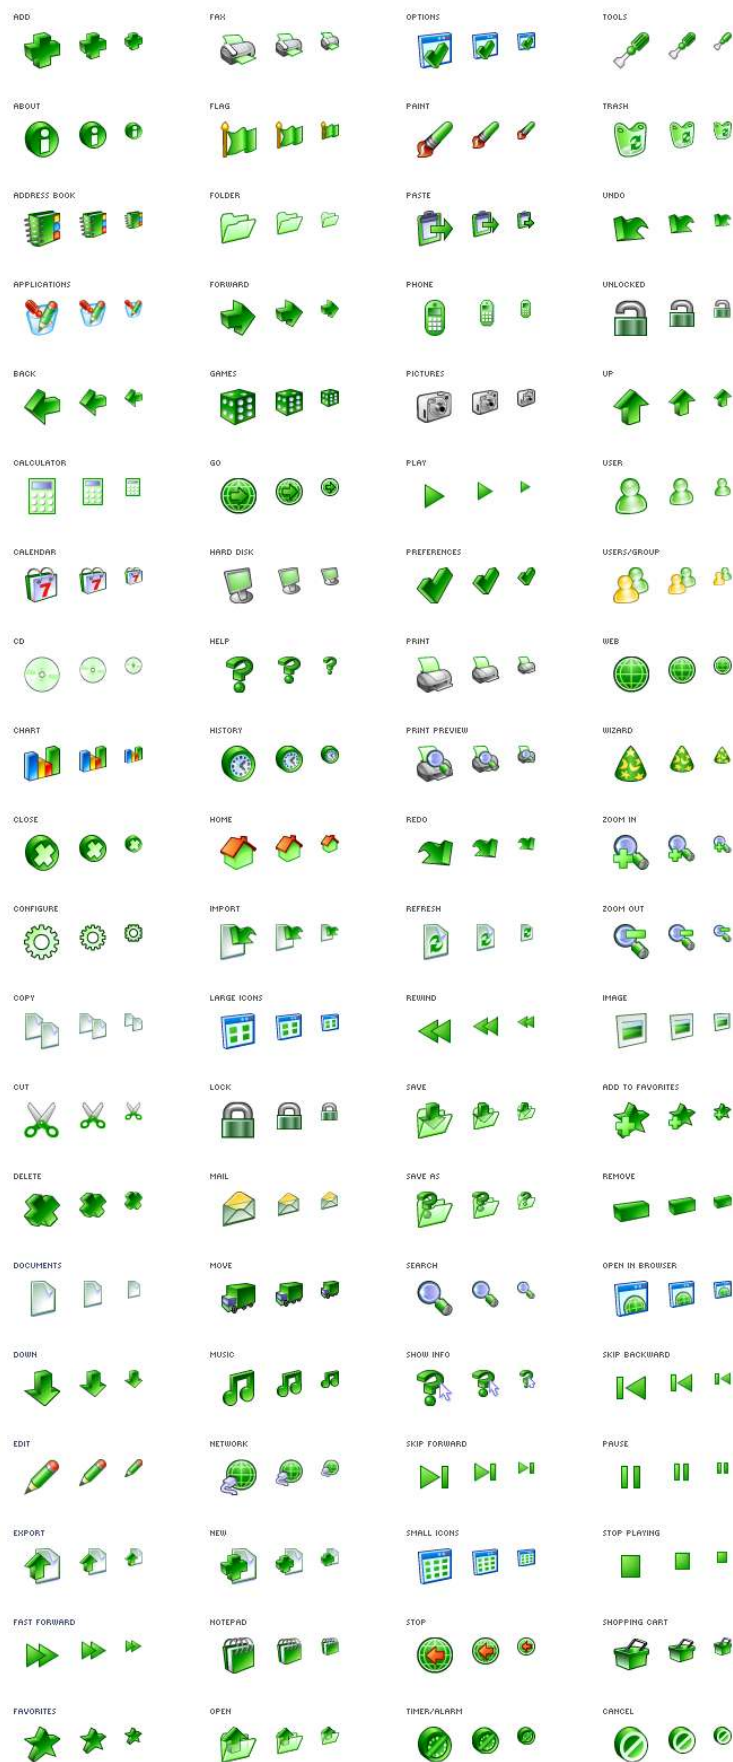 ADD
FAX
OPTIONS
TOOLS
ABOUT
FLAG
PAINT
TRASH
ADDRESS BOOK
FOLDER
PASTE
UNDO
APPLICATIONS
FORWARD
PHONE
UNLOCKED
BACK
GAMES
PICTURES
UP
CALCULATOR
GO
PLAY
USER
CALENDAR
HARD DISK
PREFERENCES
USERS/GROUP
7
7
7
CD
HELP
PRINT
WEB
CHART
HISTORY
PRINT PREVIEW
WIZARD
CLOSE
HOME
REDO
ZOOM IN
CONFIGURE
IMPORT
REFRESH
ZOOM OUT
COPY
LARGE ICONS
REWIND
IMAGE
CUT
LOCK
SAVE
ADD TO FAVORITES
DELETE
MAIL
SAVE AS
REMOVE
DOCUMENTS
MOVE
SEARCH
OPEN IN BROWSER
DOWN
MUSIC
SHOW INFO
SKIP BACKWARD
EDIT
NETWORK
SKIP FORWARD
PAUSE
EXPORT
NEW
SMALL ICONS
STOP PLAYING
FAST FORWARD
NOTEPAD
STOP
SHOPPING CART
FAVORITES
OPEN
TIMER/ALARM
CANCEL